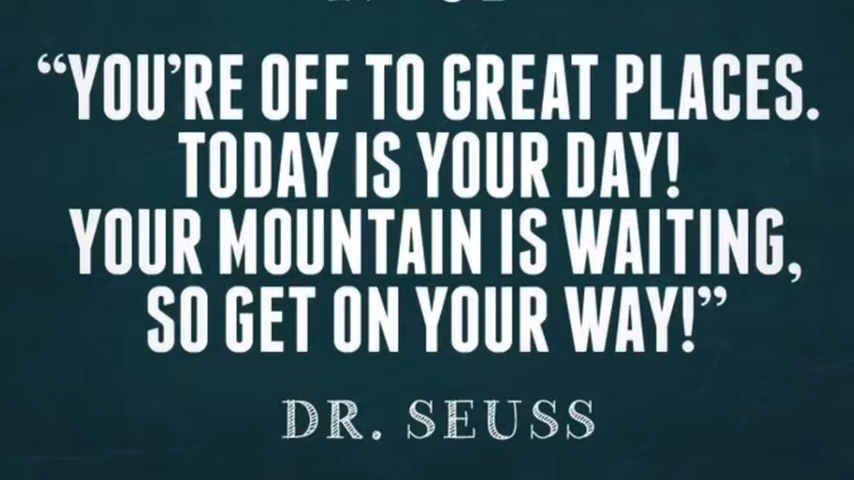 “YOU’RE OFF TO GREAT PLACES.
TODAY IS YOUR DAY!
YOUR MOUNTAIN IS WAITING,
SO GET ON YOUR WAY!”
DR. SEUSS